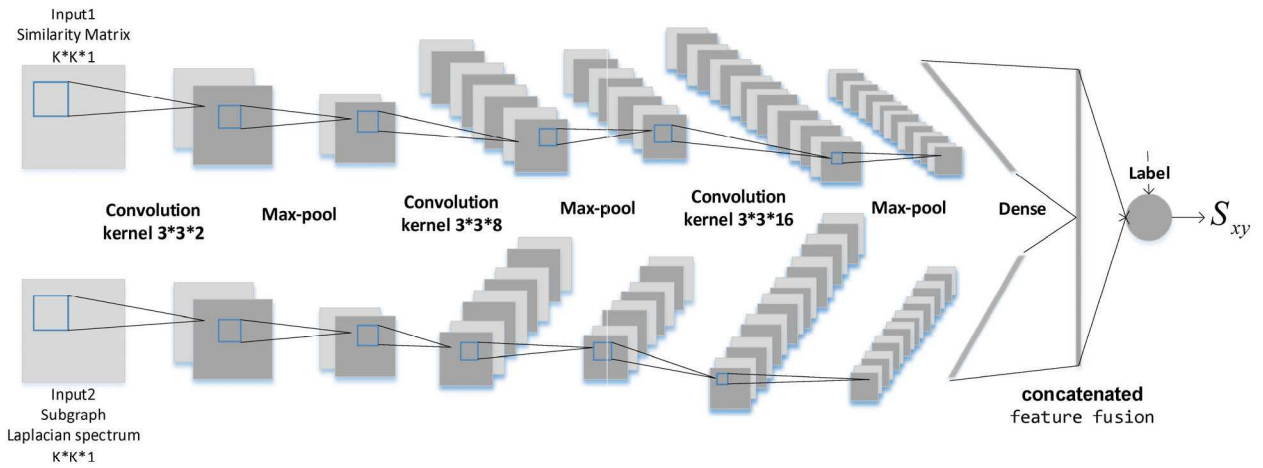 Input1
Similarity Matrix
K*K*1
Convolution
kernel 3*3*2
Max-pool
Convolution
kernel 3*3*8
Max-pool
Convolution
kernel 3*3*16
Max-pool
Dense
Label
Sxy
Input2
Subgraph
Laplacian spectrum
K*K*1
concatenated
feature fusion